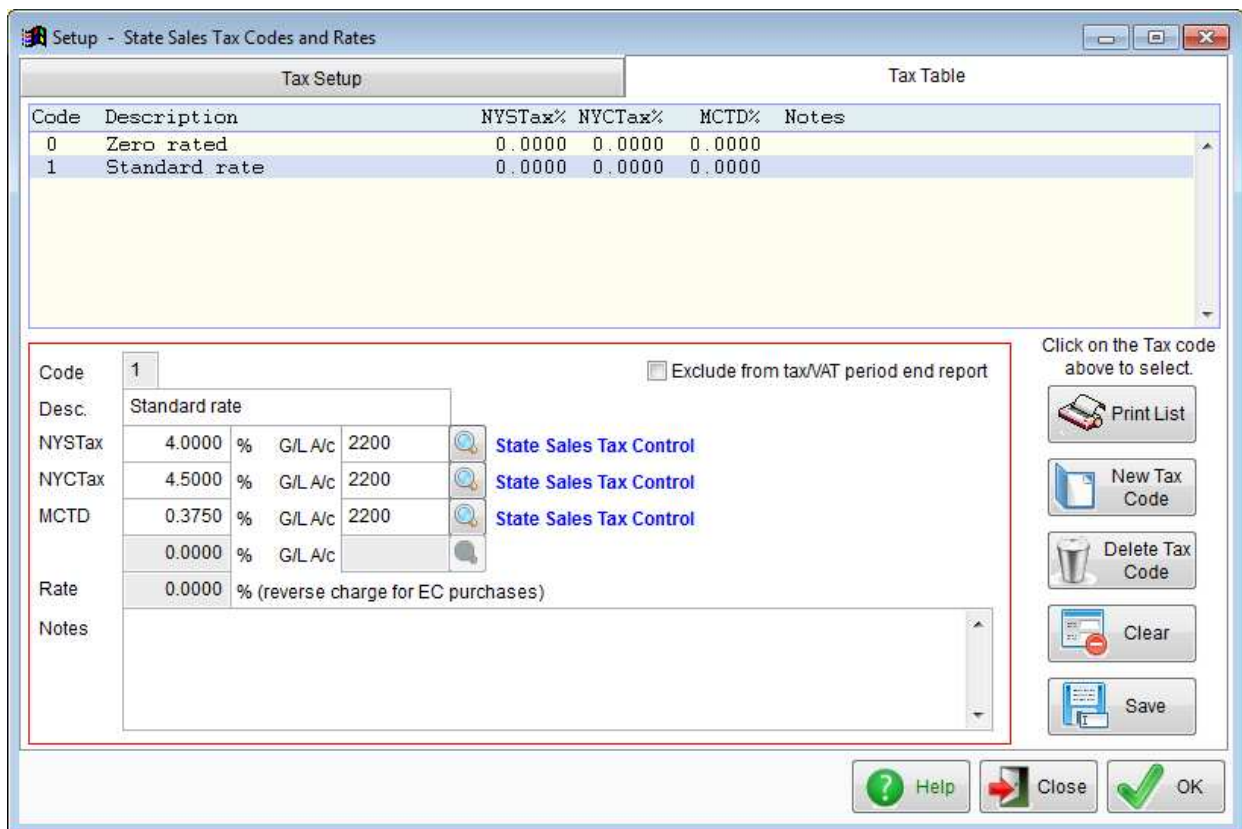 Setup - State Sales Tax Codes and Rates
Tax Setup
Tax Table
Code Description NYSTax% NYCTax% MCTD% Notes
0 Zero rated 0.0000 0.0000 0.0000
1 Standard rate 0.0000 0.0000 0.0000
Click on the Tax code
above to select.
Code 1
Exclude from tax/VAT period end report
Desc. Standard rate
NYSTax 4.0000 % G/L A/c 2200 State Sales Tax Control
NYCTax 4.5000 % G/L A/c 2200 State Sales Tax Control
MCTD 0.3750 % G/L A/c 2200 State Sales Tax Control
0.0000 % G/L A/c
Rate 0.0000 % (reverse charge for EC purchases)
Notes
Print List
New Tax
Code
Delete Tax
Code
Clear
Save
Help
Close
OK